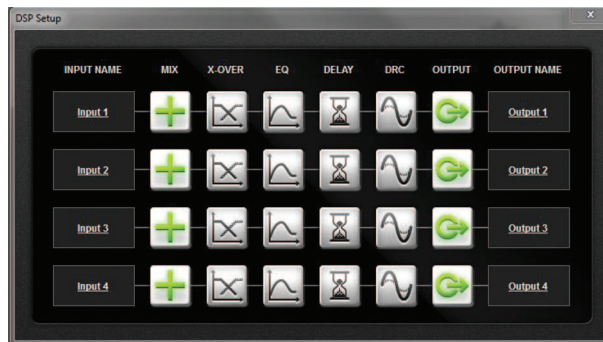 DSP Setup
x
INPUT NAME MIX X-OVER EQ DELAY DRC OUTPUT OUTPUT NAME
Input 1 Output 1
Input 2 Output 2
Input 3 Output 3
Input 4 Output 4